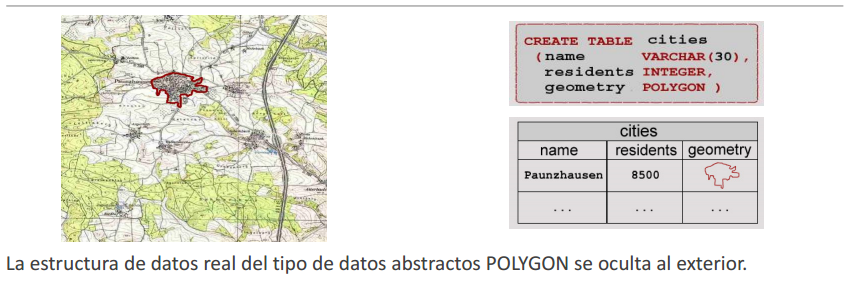 Paunzhausen
CREATE TABLE cities
(name VARCHAR(30),
residents INTEGER,
geometry POLYGON )
cities
name residents geometry
Paunzhausen 8500
... ... ...
La estructura de datos real del tipo de datos abstractos POLYGON se oculta al exterior.